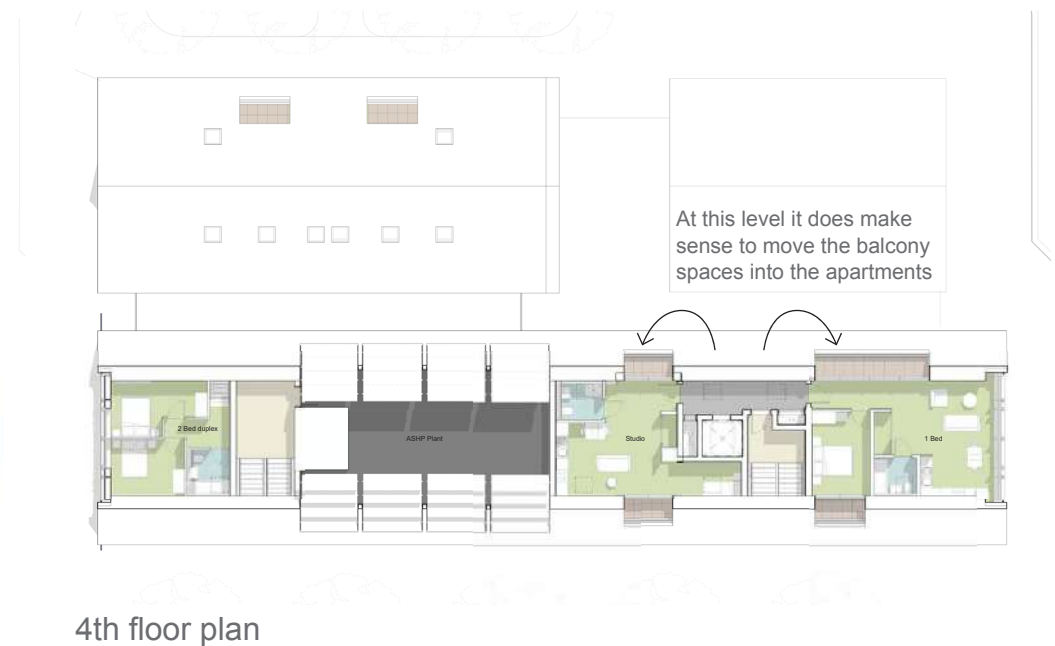 At this level it does make
sense to move the balcony
spaces into the apartments
2 Bed duplex
ASHP Plant
Studio
1 Bed
4th floor plan